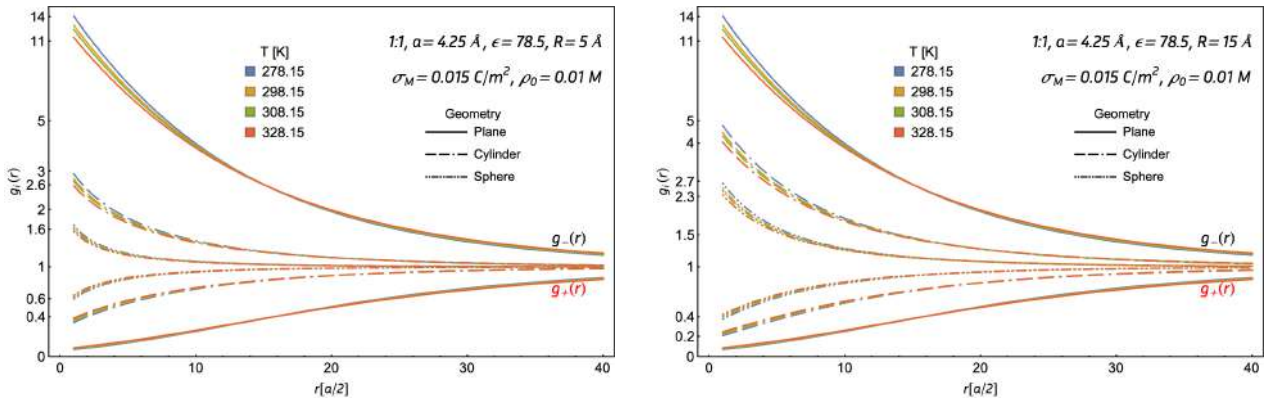 14
11
5
3
2.6
2
1.6
1
0.6
0.4
0
g_i(r)
1:1, a= 4.25 Å, ϵ= 78.5, R= 5 Å
σ_M = 0.015 C/m², ρ_0 = 0.01 M
T [K]
278.15
298.15
308.15
328.15
Geometry
Plane
Cylinder
Sphere
g_−(r)
g_+(r)
0 10 20 30 40
r[a/2]
14
11
5
4
2.7
2.3
1.5
1
0.4
0.2
0
g_i(r)
1:1, a= 4.25 Å, ϵ= 78.5, R= 15 Å
σ_M = 0.015 C/m², ρ_0 = 0.01 M
T [K]
278.15
298.15
308.15
328.15
Geometry
Plane
Cylinder
Sphere
g_−(r)
g_+(r)
0 10 20 30 40
r[a/2]